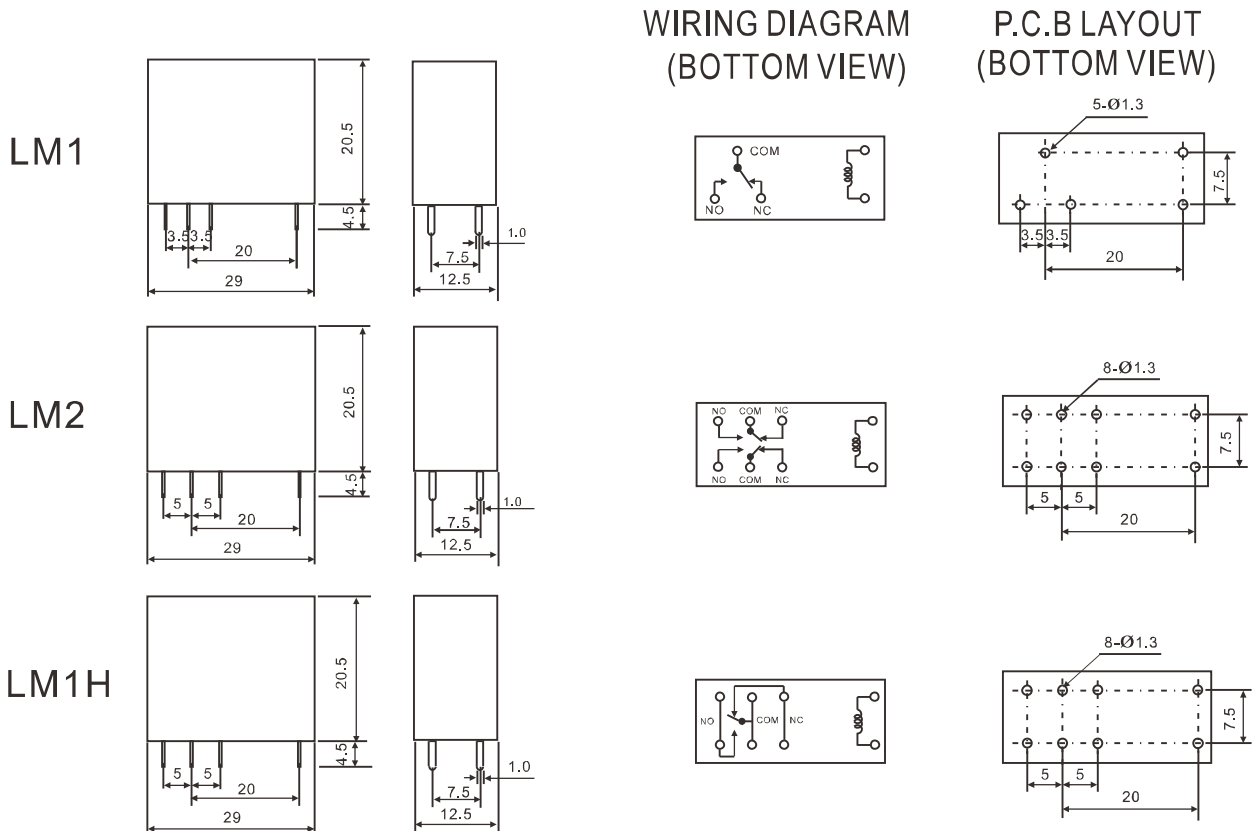 WIRING DIAGRAM
(BOTTOM VIEW)
P.C.B LAYOUT
(BOTTOM VIEW)
LM1
20.5
4.5
3.5
3.5
20
29
1.0
7.5
12.5
COM
NO
NC
5-Ø1.3
7.5
3.5
3.5
20
LM2
20.5
4.5
5
5
20
29
1.0
7.5
12.5
NO
COM
NC
NO
COM
NC
8-Ø1.3
7.5
5
5
20
LM1H
20.5
4.5
5
5
20
29
1.0
7.5
12.5
NO
COM
NC
8-Ø1.3
7.5
5
5
20